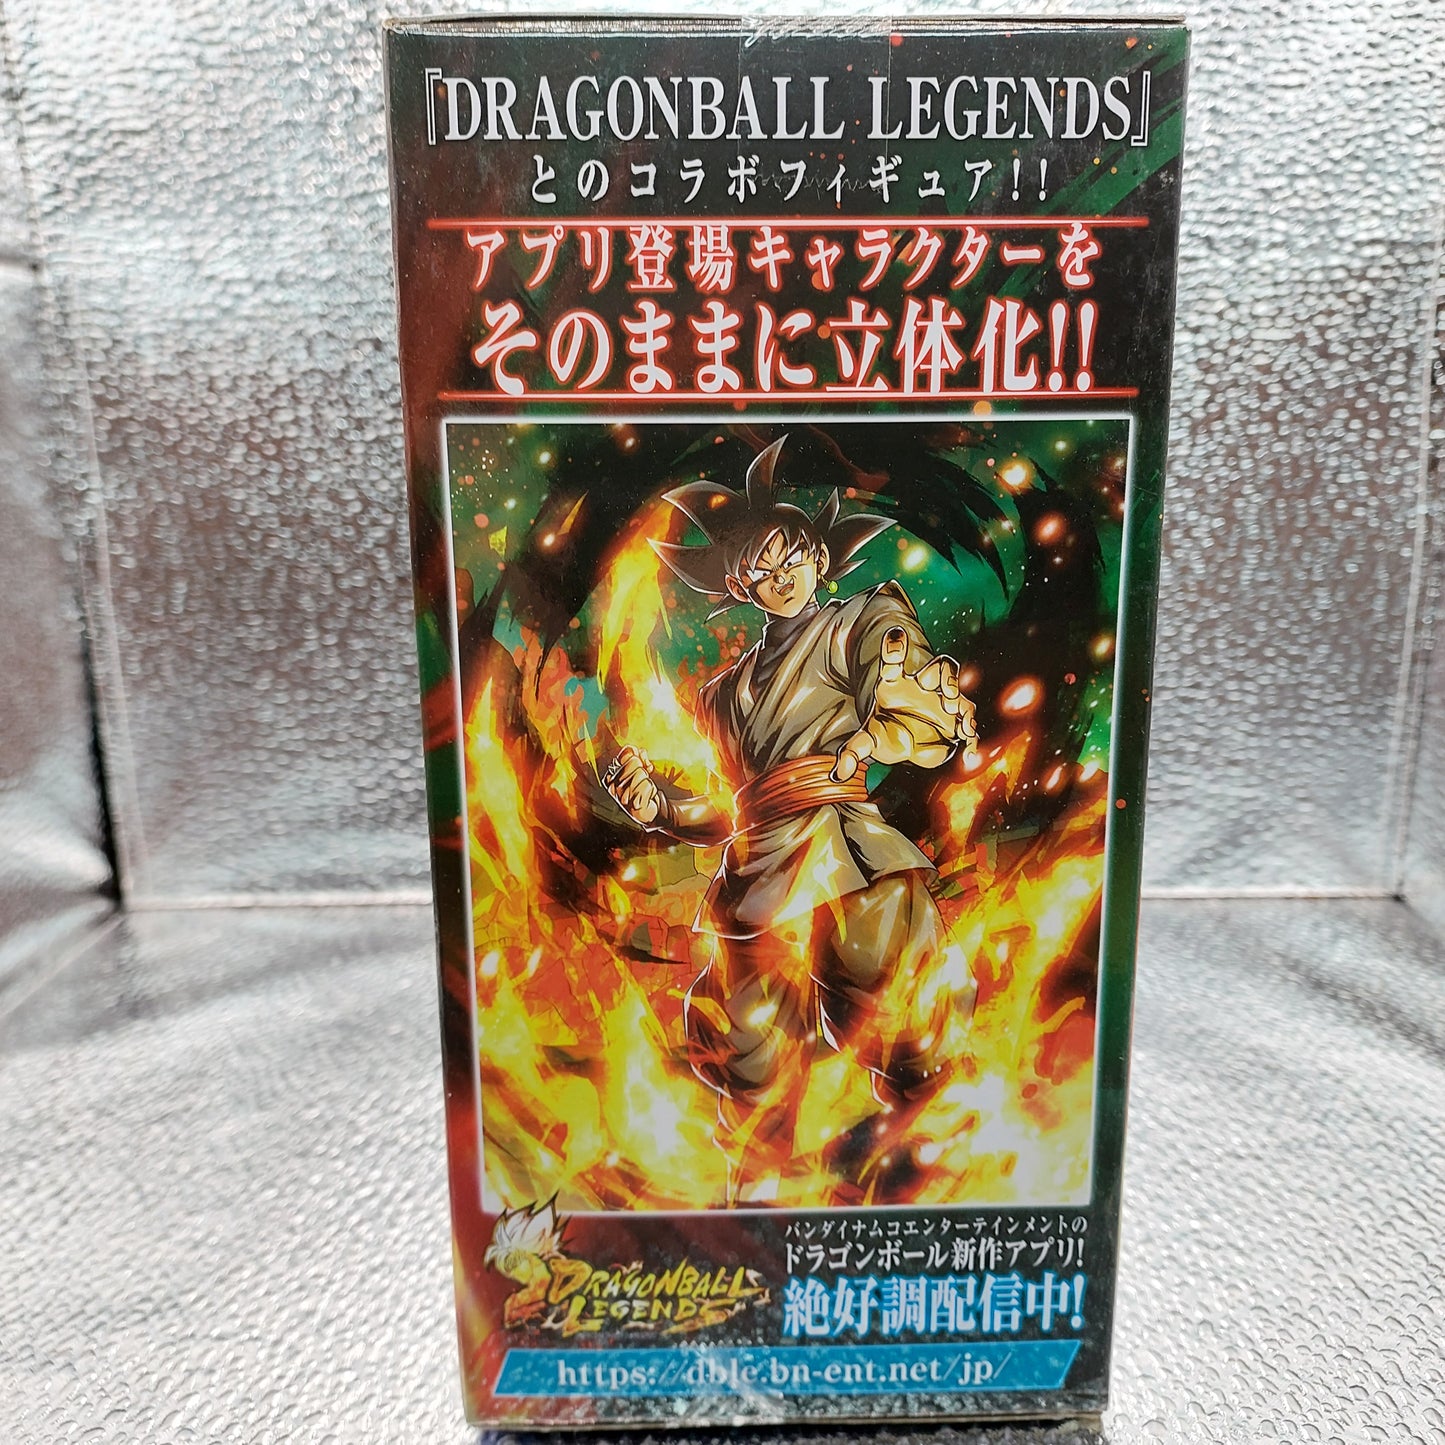 『DRAGONBALL LEGENDS』
とのコラボフィギュア!!
アプリ登場キャラクターを
そのままに立体化!!
DRAGONBALL
LEGENDS
バンダイナムコエンターテインメントの
ドラゴンボール新作アプリ!
絶好調配信中!
https://dble.bn-ent.net/jp/